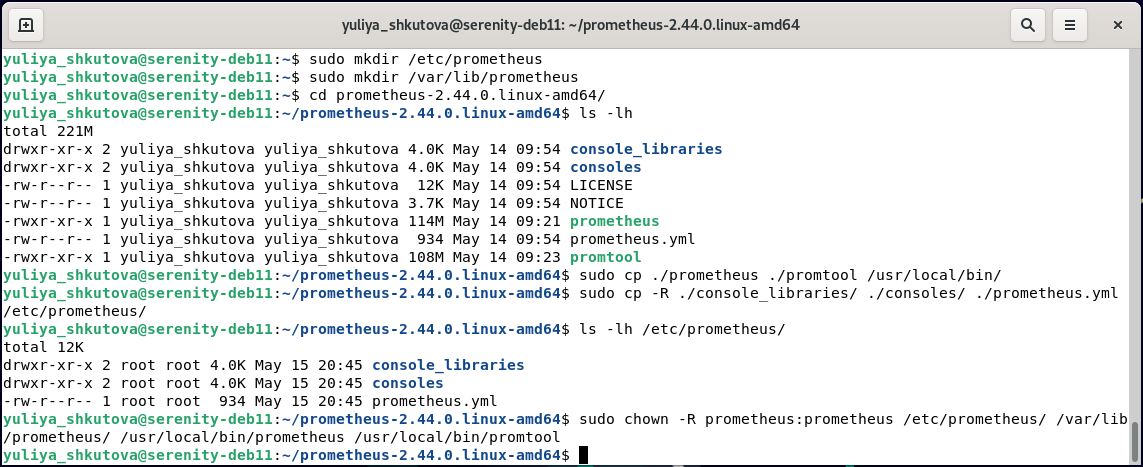 yuliya_shkutova@serenity-deb11: ~/prometheus-2.44.0.linux-amd64
yuliya_shkutova@serenity-deb11:~$ sudo mkdir /etc/prometheus
yuliya_shkutova@serenity-deb11:~$ sudo mkdir /var/lib/prometheus
yuliya_shkutova@serenity-deb11:~$ cd prometheus-2.44.0.linux-amd64/
yuliya_shkutova@serenity-deb11:~/prometheus-2.44.0.linux-amd64$ ls -lh
total 221M
drwxr-xr-x 2 yuliya_shkutova yuliya_shkutova 4.0K May 14 09:54 console_libraries
drwxr-xr-x 2 yuliya_shkutova yuliya_shkutova 4.0K May 14 09:54 consoles
-rw-r--r-- 1 yuliya_shkutova yuliya_shkutova  12K May 14 09:54 LICENSE
-rw-r--r-- 1 yuliya_shkutova yuliya_shkutova 3.7K May 14 09:54 NOTICE
-rwxr-xr-x 1 yuliya_shkutova yuliya_shkutova 114M May 14 09:21 prometheus
-rw-r--r-- 1 yuliya_shkutova yuliya_shkutova  934 May 14 09:54 prometheus.yml
-rwxr-xr-x 1 yuliya_shkutova yuliya_shkutova 108M May 14 09:23 promtool
yuliya_shkutova@serenity-deb11:~/prometheus-2.44.0.linux-amd64$ sudo cp ./prometheus ./promtool /usr/local/bin/
yuliya_shkutova@serenity-deb11:~/prometheus-2.44.0.linux-amd64$ sudo cp -R ./console_libraries/ ./consoles/ ./prometheus.yml
/etc/prometheus/
yuliya_shkutova@serenity-deb11:~/prometheus-2.44.0.linux-amd64$ ls -lh /etc/prometheus/
total 12K
drwxr-xr-x 2 root root 4.0K May 15 20:45 console_libraries
drwxr-xr-x 2 root root 4.0K May 15 20:45 consoles
-rw-r--r-- 1 root root  934 May 15 20:45 prometheus.yml
yuliya_shkutova@serenity-deb11:~/prometheus-2.44.0.linux-amd64$ sudo chown -R prometheus:prometheus /etc/prometheus/ /var/lib
/prometheus/ /usr/local/bin/prometheus /usr/local/bin/promtool
yuliya_shkutova@serenity-deb11:~/prometheus-2.44.0.linux-amd64$